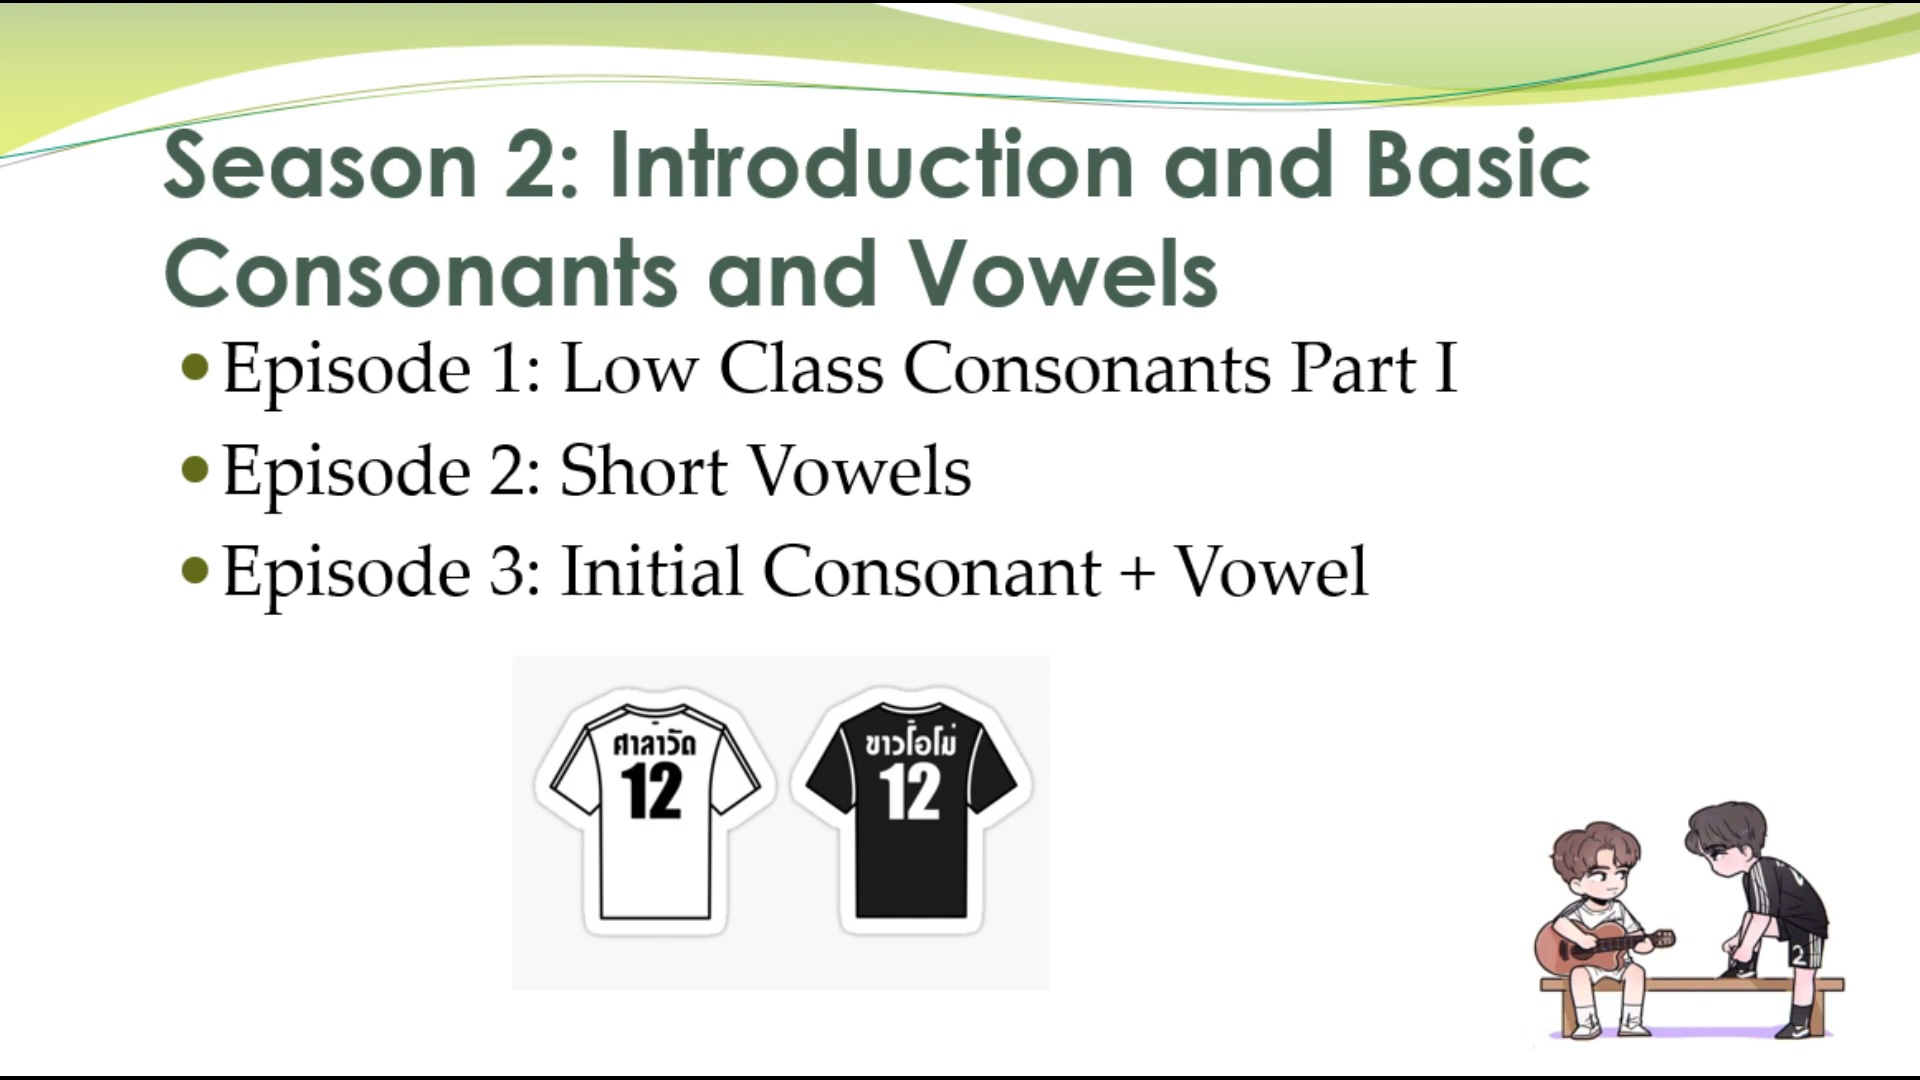 Season 2: Introduction and Basic
Consonants and Vowels
Episode 1: Low Class Consonants Part I
Episode 2: Short Vowels
Episode 3: Initial Consonant + Vowel
ศาลาวัด
12
ขาวโอโม่
12
2